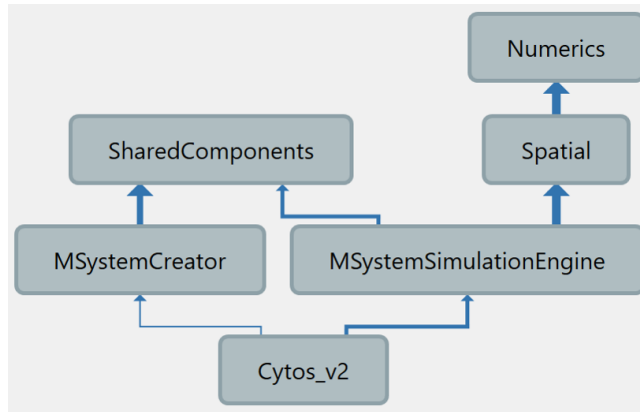 Numerics
SharedComponents
Spatial
MSystemCreator
MSystemSimulationEngine
Cytos_v2